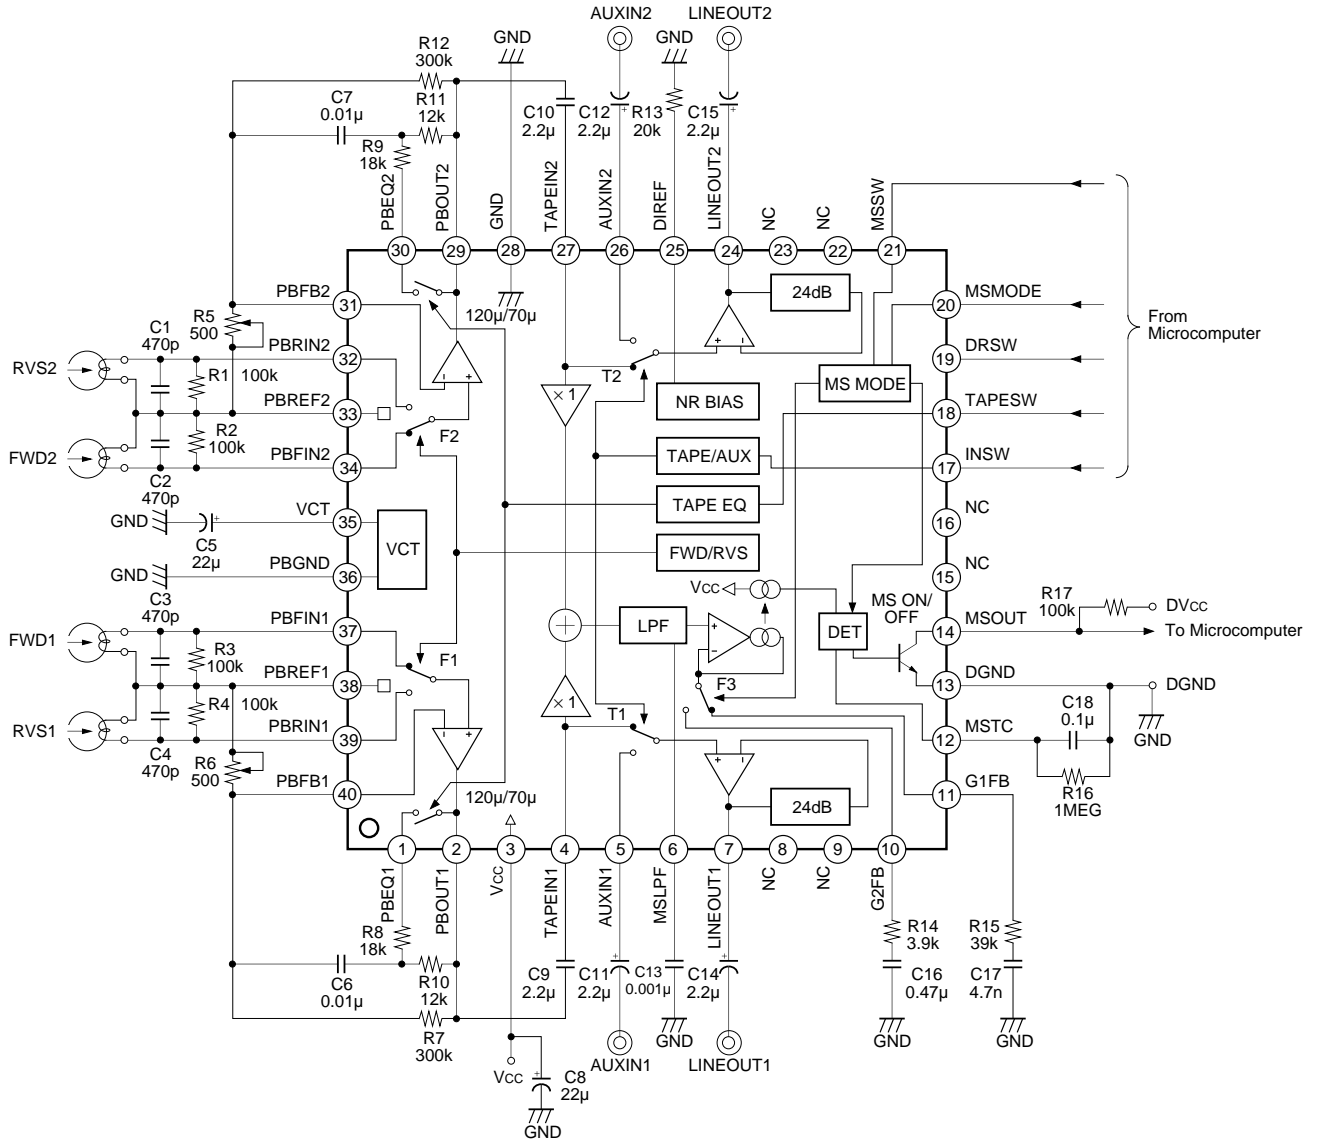 AUXIN2
LINEOUT2
GND
GND
R12
300k
C7
0.01µ
R11
12k
R9
18k
C10
2.2µ
C12
2.2µ
R13
20k
C15
2.2µ
PBEQ2
PBOUT2
GND
TAPEIN2
AUXIN2
DIREF
LINEOUT2
NC
NC
MSSW
30
29
28
27
26
25
24
23
22
21
PBFB2
31
120µ/70µ
24dB
20
MSMODE
From
Microcomputer
R5
500
C1
470p
RVS2
PBRIN2
32
T2
19
DRSW
R1
100k
MS MODE
PBREF2
33
× 1
NR BIAS
18
TAPESW
R2
100k
F2
FWD2
PBFIN2
34
TAPE/AUX
17
INSW
C2
470p
VCT
TAPE EQ
GND
35
16
NC
C5
22µ
VCT
FWD/RVS
GND
PBGND
36
15
NC
VCC
C3
470p
MS ON/
OFF
R17
100k
DVCC
PBFIN1
37
LPF
DET
14
MSOUT
To Microcomputer
FWD1
R3
100k
F1
PBREF1
38
F3
13
DGND
DGND
R4
100k
× 1
RVS1
PBRIN1
39
T1
C18
0.1µ
GND
12
MSTC
C4
470p
R6
500
PBFB1
40
120µ/70µ
24dB
11
G1FB
R16
1MEG
1
2
3
4
5
6
7
8
9
10
PBEQ1
PBOUT1
VCC
TAPEIN1
AUXIN1
MSLPF
LINEOUT1
NC
NC
G2FB
R8
18k
R14
3.9k
R15
39k
C6
0.01µ
R10
12k
C9
2.2µ
C11
2.2µ
C13
0.001µ
C14
2.2µ
C16
0.47µ
C17
4.7n
R7
300k
GND
GND
GND
AUXIN1
LINEOUT1
VCC
C8
22µ
GND